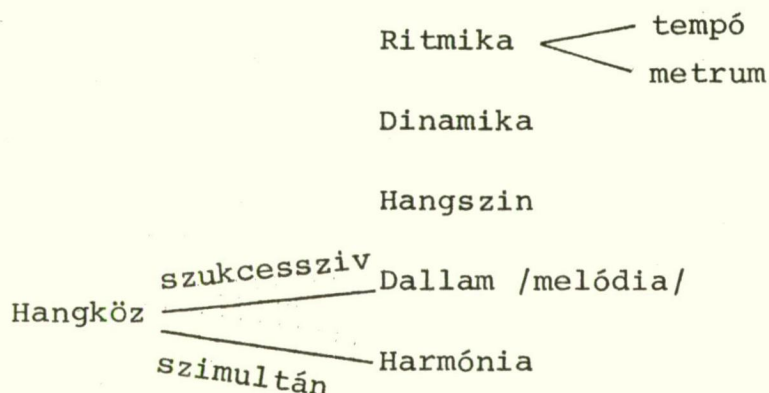 Ritmika
tempó
metrum
Dinamika
Hangszin
szukcessziv
Dallam /melódia/
Hangköz
szimultán
Harmónia